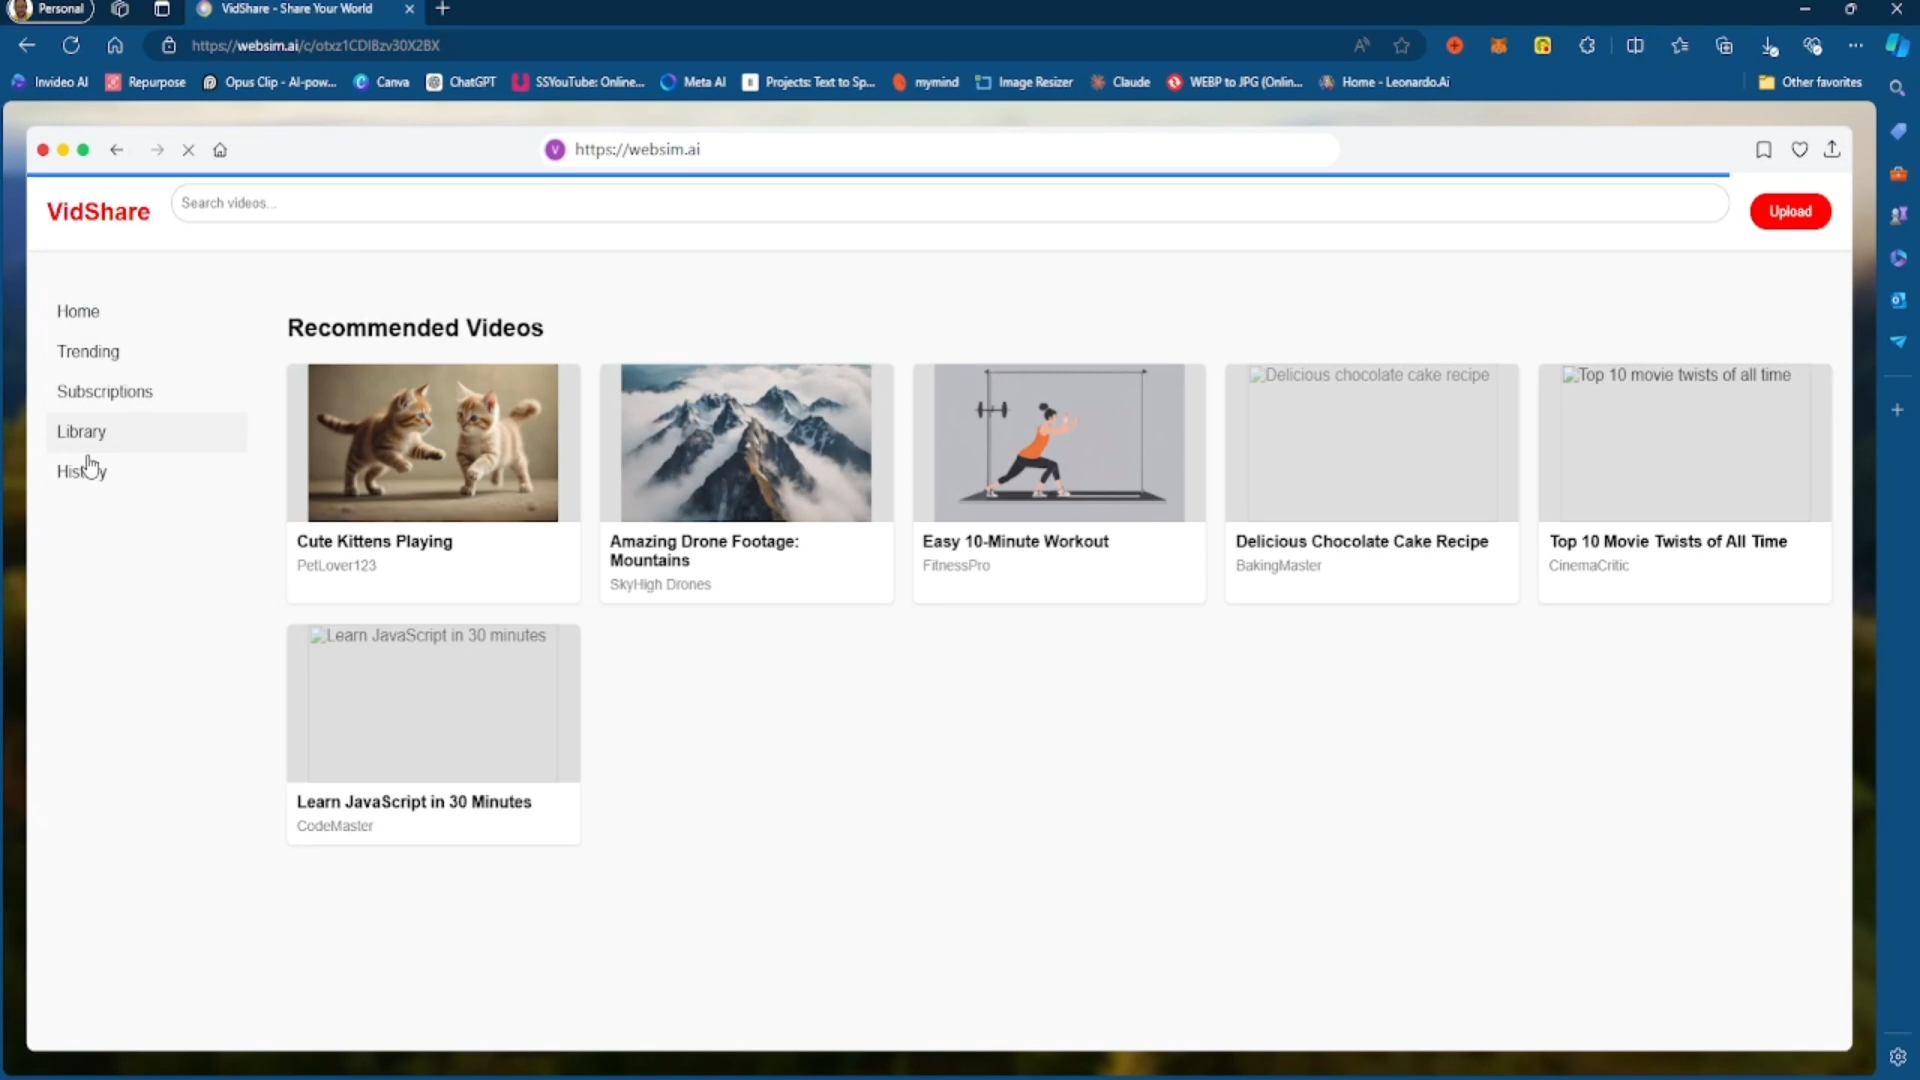 Personal
VidShare - Share Your World
https://websim.ai/c/otxz1CDIBzv30X2BX
Invideo AI
Repurpose
Opus Clip - AI-pow...
Canva
ChatGPT
SSYouTube: Online...
Meta AI
Projects: Text to Sp...
mymind
Image Resizer
Claude
WEBP to JPG (Onlin...
Home - Leonardo.Ai
Other favorites
V
https://websim.ai
VidShare
Search videos...
Upload
Home
Trending
Subscriptions
Library
History
Recommended Videos
Delicious chocolate cake recipe
Top 10 movie twists of all time
Cute Kittens Playing
PetLover123
Amazing Drone Footage:
Mountains
SkyHigh Drones
Easy 10-Minute Workout
FitnessPro
Delicious Chocolate Cake Recipe
BakingMaster
Top 10 Movie Twists of All Time
CinemaCritic
Learn JavaScript in 30 minutes
Learn JavaScript in 30 Minutes
CodeMaster